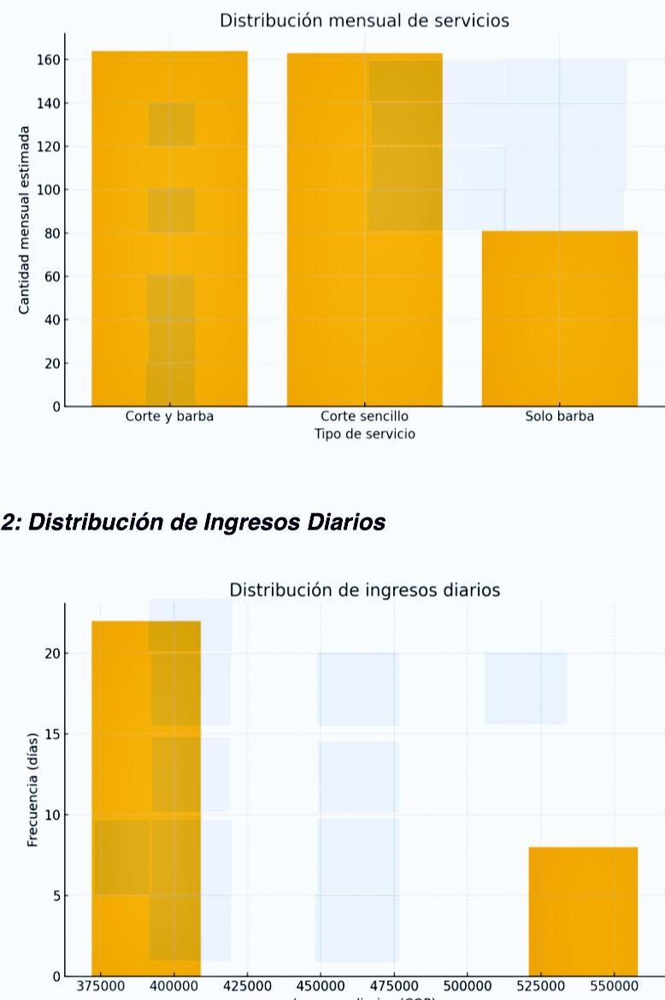 Distribución mensual de servicios
Cantidad mensual estimada
160
140
120
100
80
60
40
20
0
Corte y barba Corte sencillo Solo barba
Tipo de servicio
2: Distribución de Ingresos Diarios
Distribución de ingresos diarios
Frecuencia (días)
20
15
10
5
0
375000 400000 425000 450000 475000 500000 525000 550000